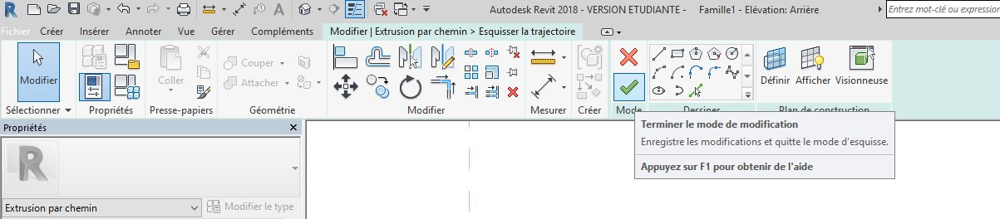 Autodesk Revit 2018 - VERSION ETUDIANTE - Famille1 - Elévation: Arrière
Entrez mot-clé ou expression
Fichier Créer Insérer Annoter Vue Gérer Compléments Modifier | Extrusion par chemin > Esquisser la trajectoire
Modifier
Coller
Couper
Attacher
Définir Afficher Visionneuse
Sélectionner Propriétés Presse-papiers Géométrie Modifier Mesurer Créer Mode Dessiner Plan de construction
Terminer le mode de modification
Enregistre les modifications et quitte le mode d'esquisse.
Appuyez sur F1 pour obtenir de l'aide
Propriétés
Extrusion par chemin
Modifier le type